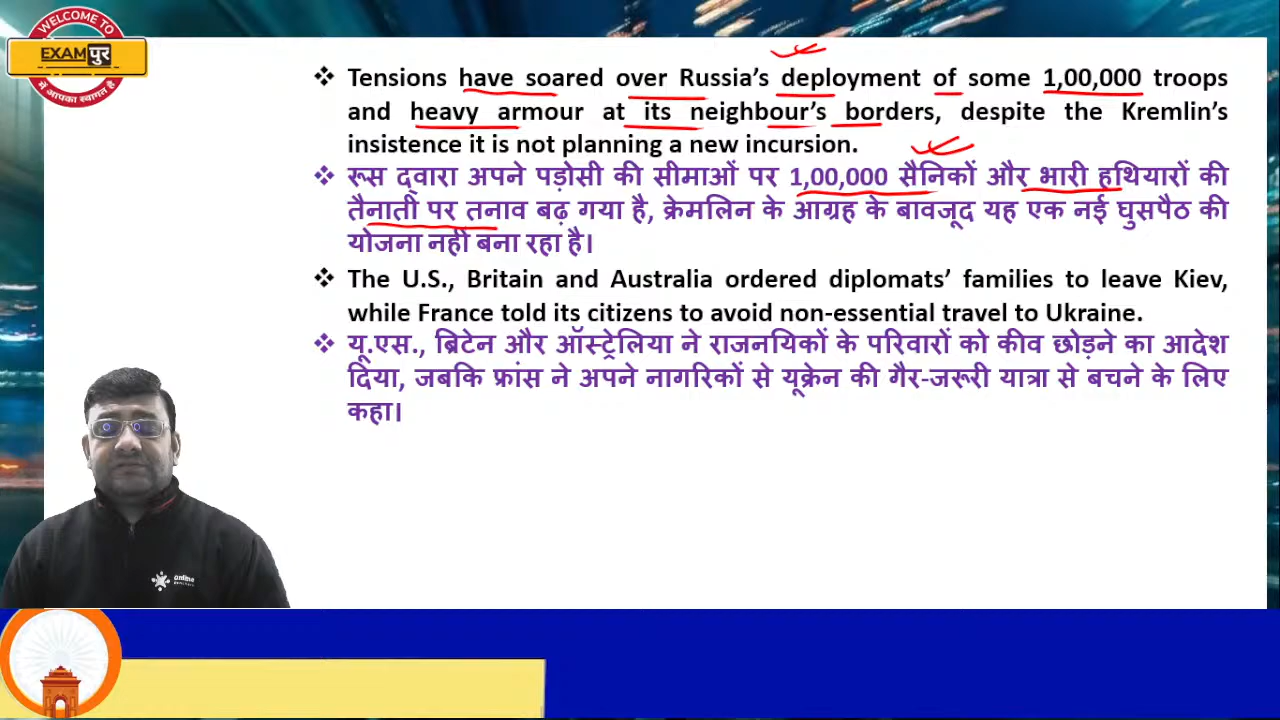 WELCOME TO
EXAM पुर
में आपका स्वागत है
❖ Tensions have soared over Russia's deployment of some 1,00,000 troops
and heavy armour at its neighbour's borders, despite the Kremlin's
insistence it is not planning a new incursion.
❖ रूस द्वारा अपने पड़ोसी की सीमाओं पर 1,00,000 सैनिकों और भारी हथियारों की
तैनाती पर तनाव बढ़ गया है, क्रेमलिन के आग्रह के बावजूद यह एक नई घुसपैठ की
योजना नहीं बना रहा है।
❖ The U.S., Britain and Australia ordered diplomats' families to leave Kiev,
while France told its citizens to avoid non-essential travel to Ukraine.
❖ यू.एस., ब्रिटेन और ऑस्ट्रेलिया ने राजनयिकों के परिवारों को कीव छोड़ने का आदेश
दिया, जबकि फ्रांस ने अपने नागरिकों से यूक्रेन की गैर-जरूरी यात्रा से बचने के लिए
कहा।